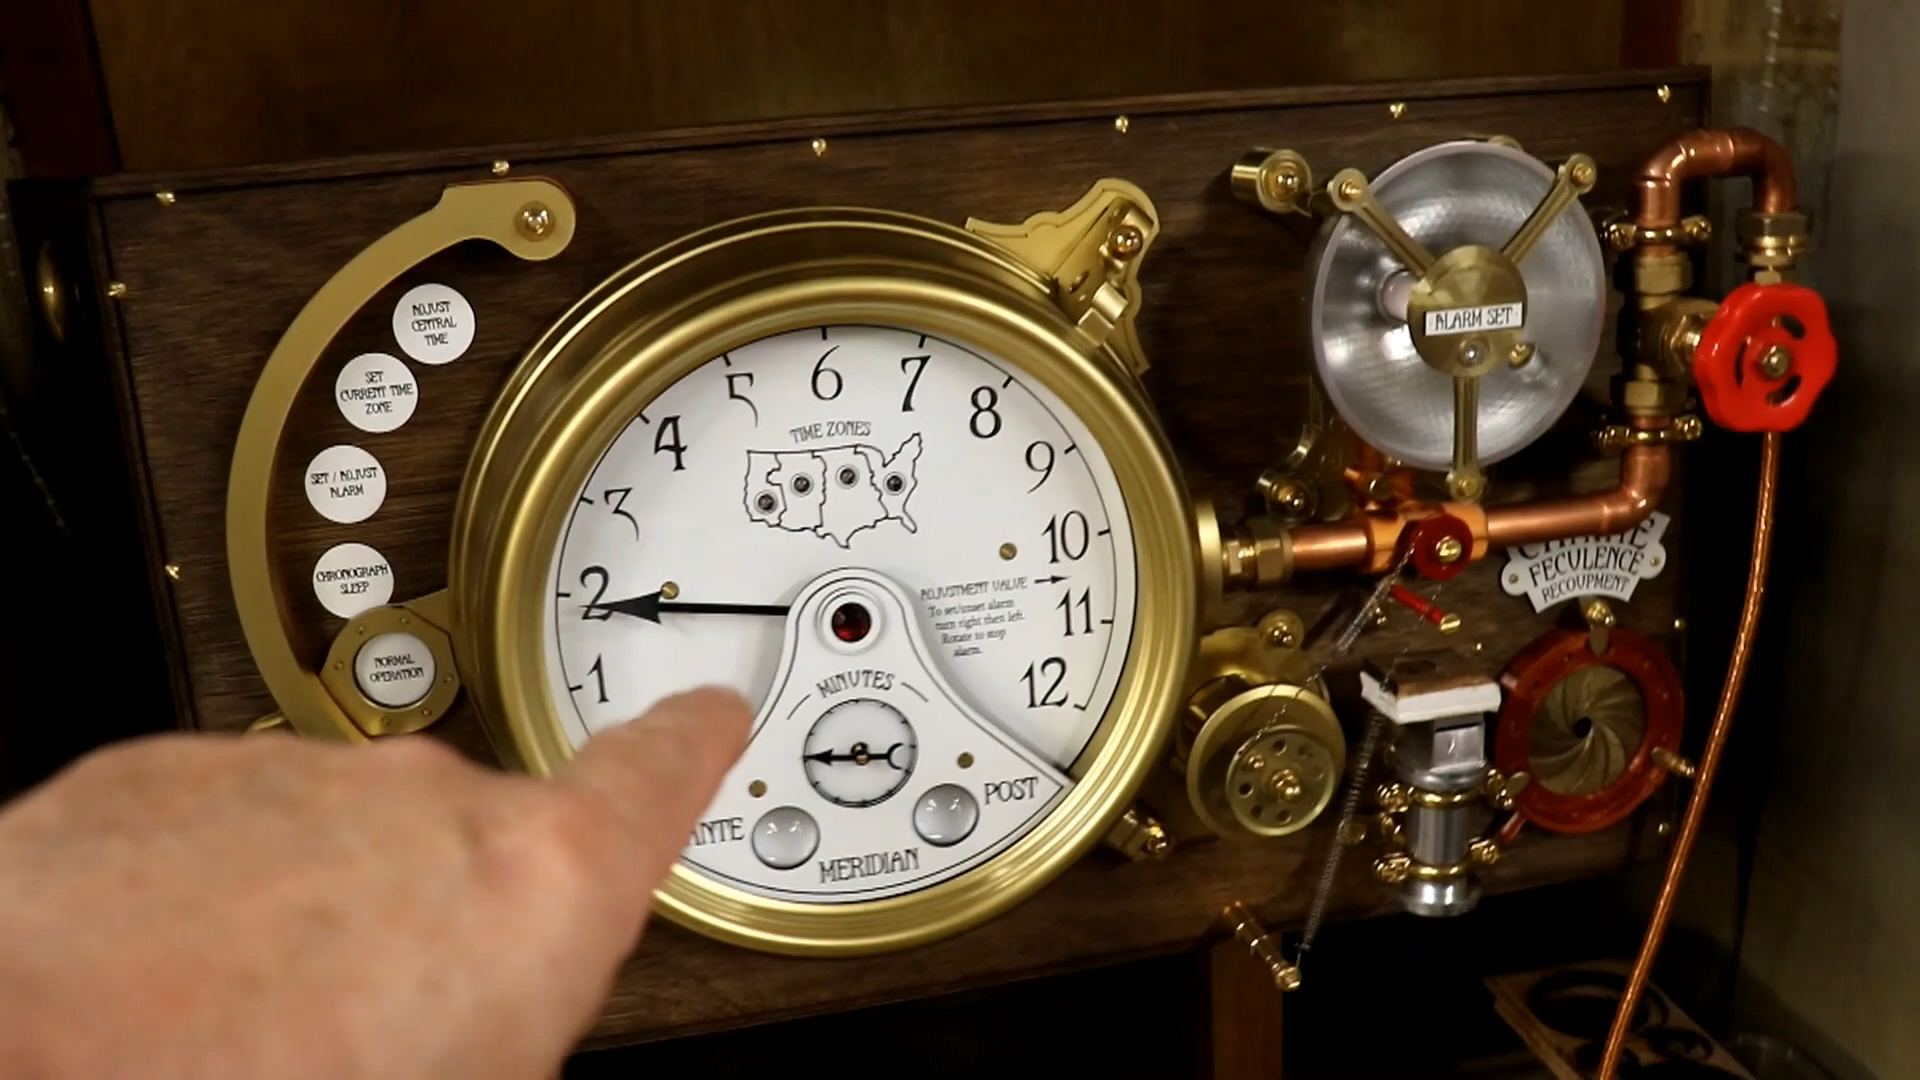 ADJUST
CENTRAL
TIME
SET
CURRENT TIME
ZONE
SET / ADJUST
ALARM
CHRONOGRAPH
SLEEP
NORMAL
OPERATION
1
2
3
4
5
6
7
8
9
10
11
12
TIME ZONES
ADJUSTMENT VALVE
To set/unset alarm
turn right then left.
Rotate to stop
alarm.
MINUTES
ANTE
POST
MERIDIAN
ALARM SET
FECULENCE
RECOUPMENT